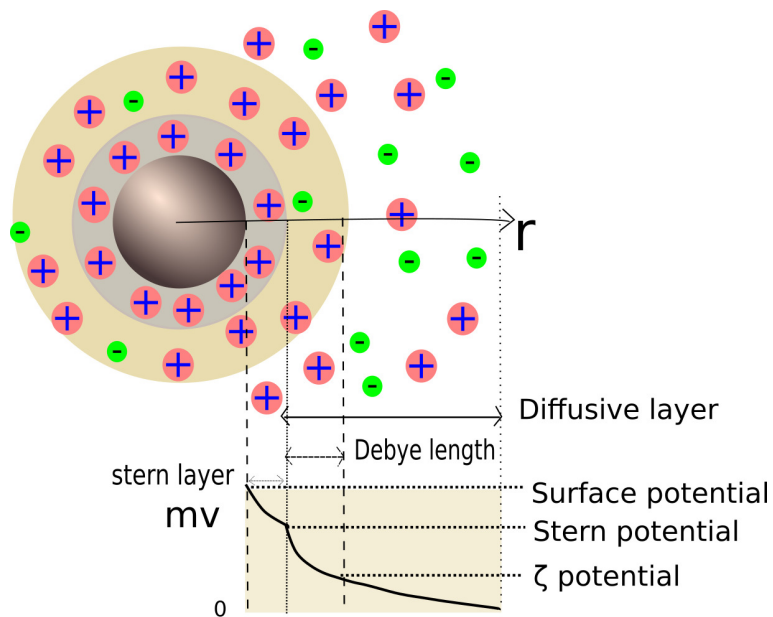 r
Diffusive layer
Debye length
stern layer
mv
Surface potential
Stern potential
ζ potential
0